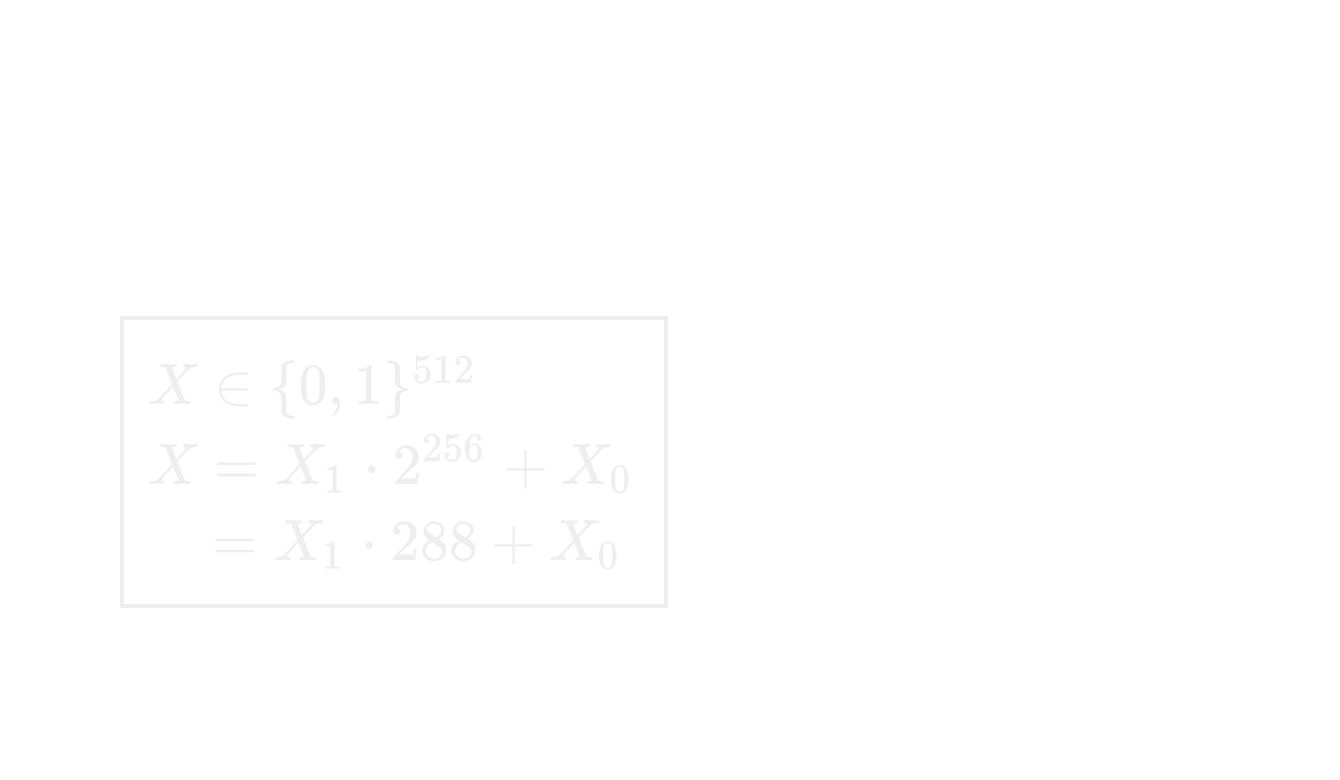 X ∈ {0, 1}^512
X = X_1 · 2^256 + X_0
= X_1 · 288 + X_0